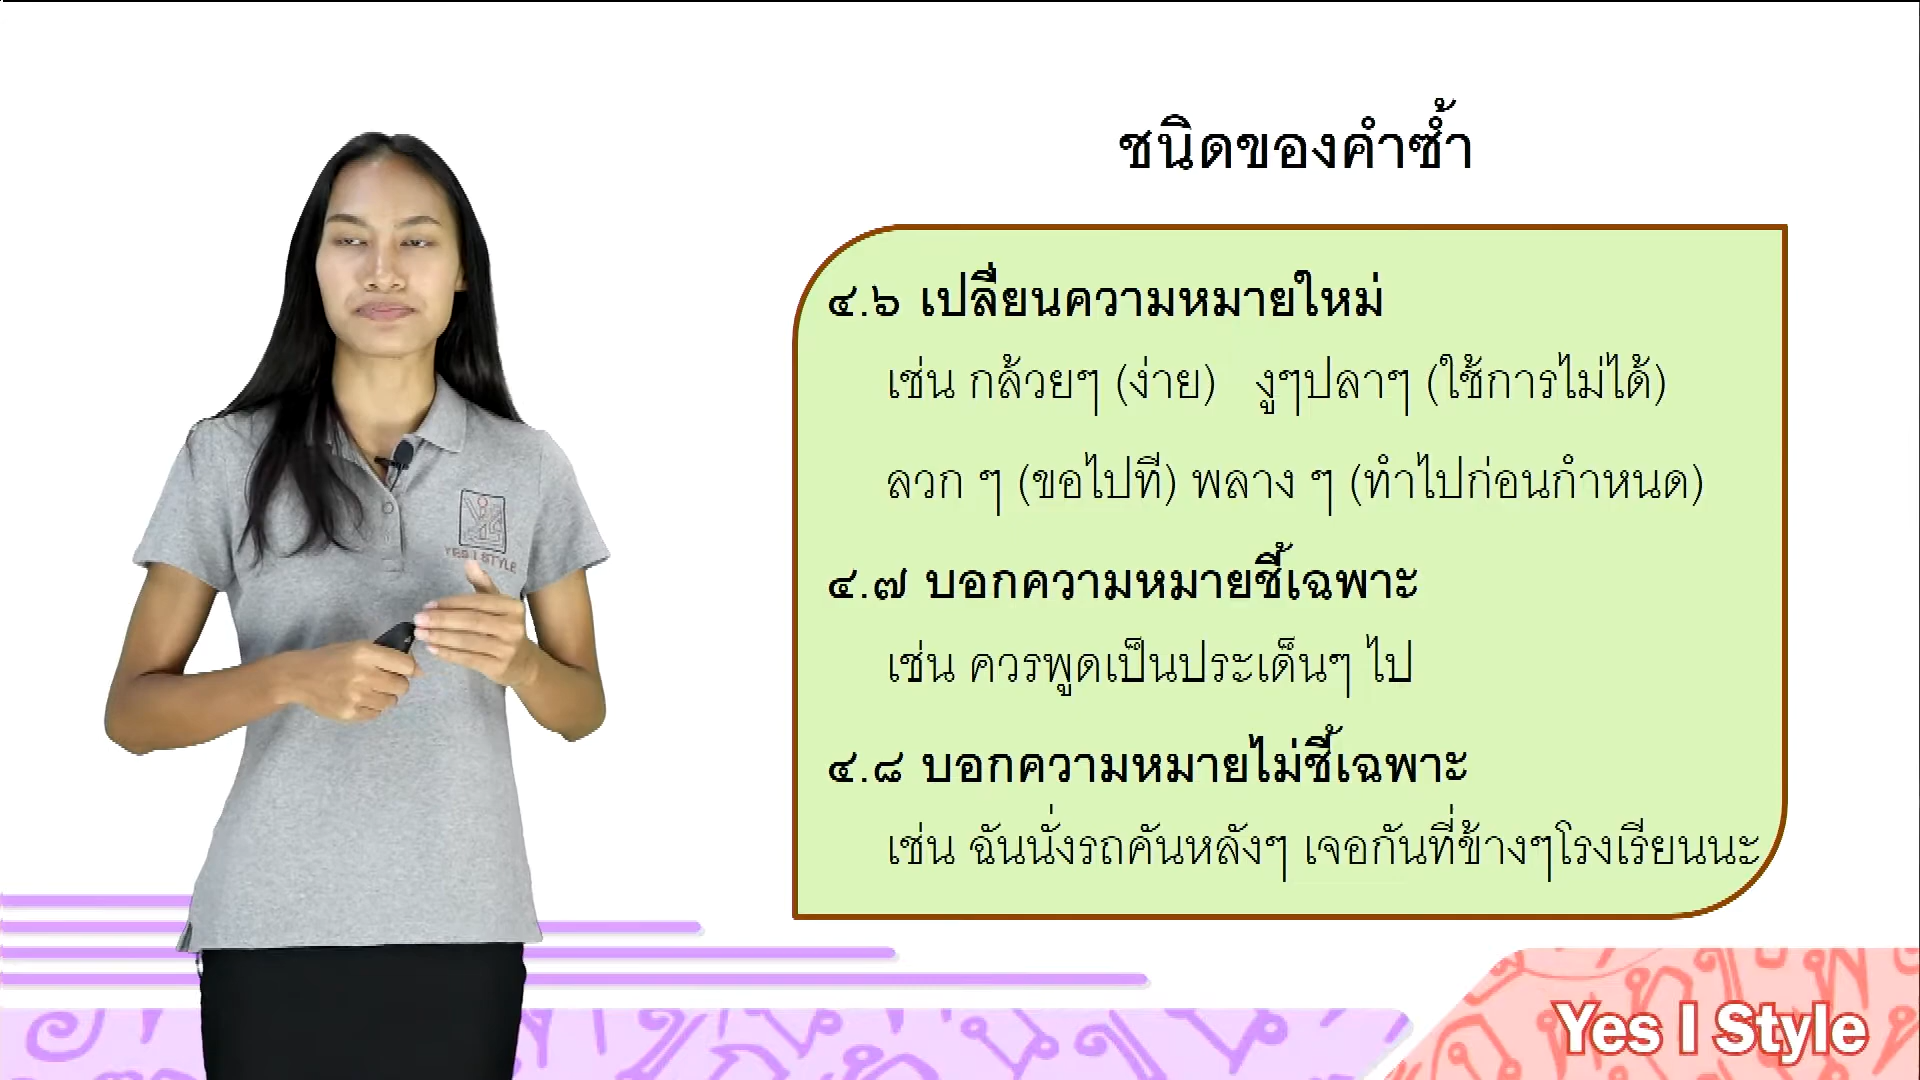 ชนิดของคำซ้ำ
๔.๖ เปลี่ยนความหมายใหม่
เช่น กล้วยๆ (ง่าย) งูๆปลาๆ (ใช้การไม่ได้)
ลวก ๆ (ขอไปที) พลาง ๆ (ทำไปก่อนกำหนด)
๔.๗ บอกความหมายชี้เฉพาะ
เช่น ควรพูดเป็นประเด็นๆ ไป
๔.๘ บอกความหมายไม่ชี้เฉพาะ
เช่น ฉันนั่งรถคันหลังๆ เจอกันที่ข้างๆโรงเรียนนะ
YES I STYLE
Yes I Style